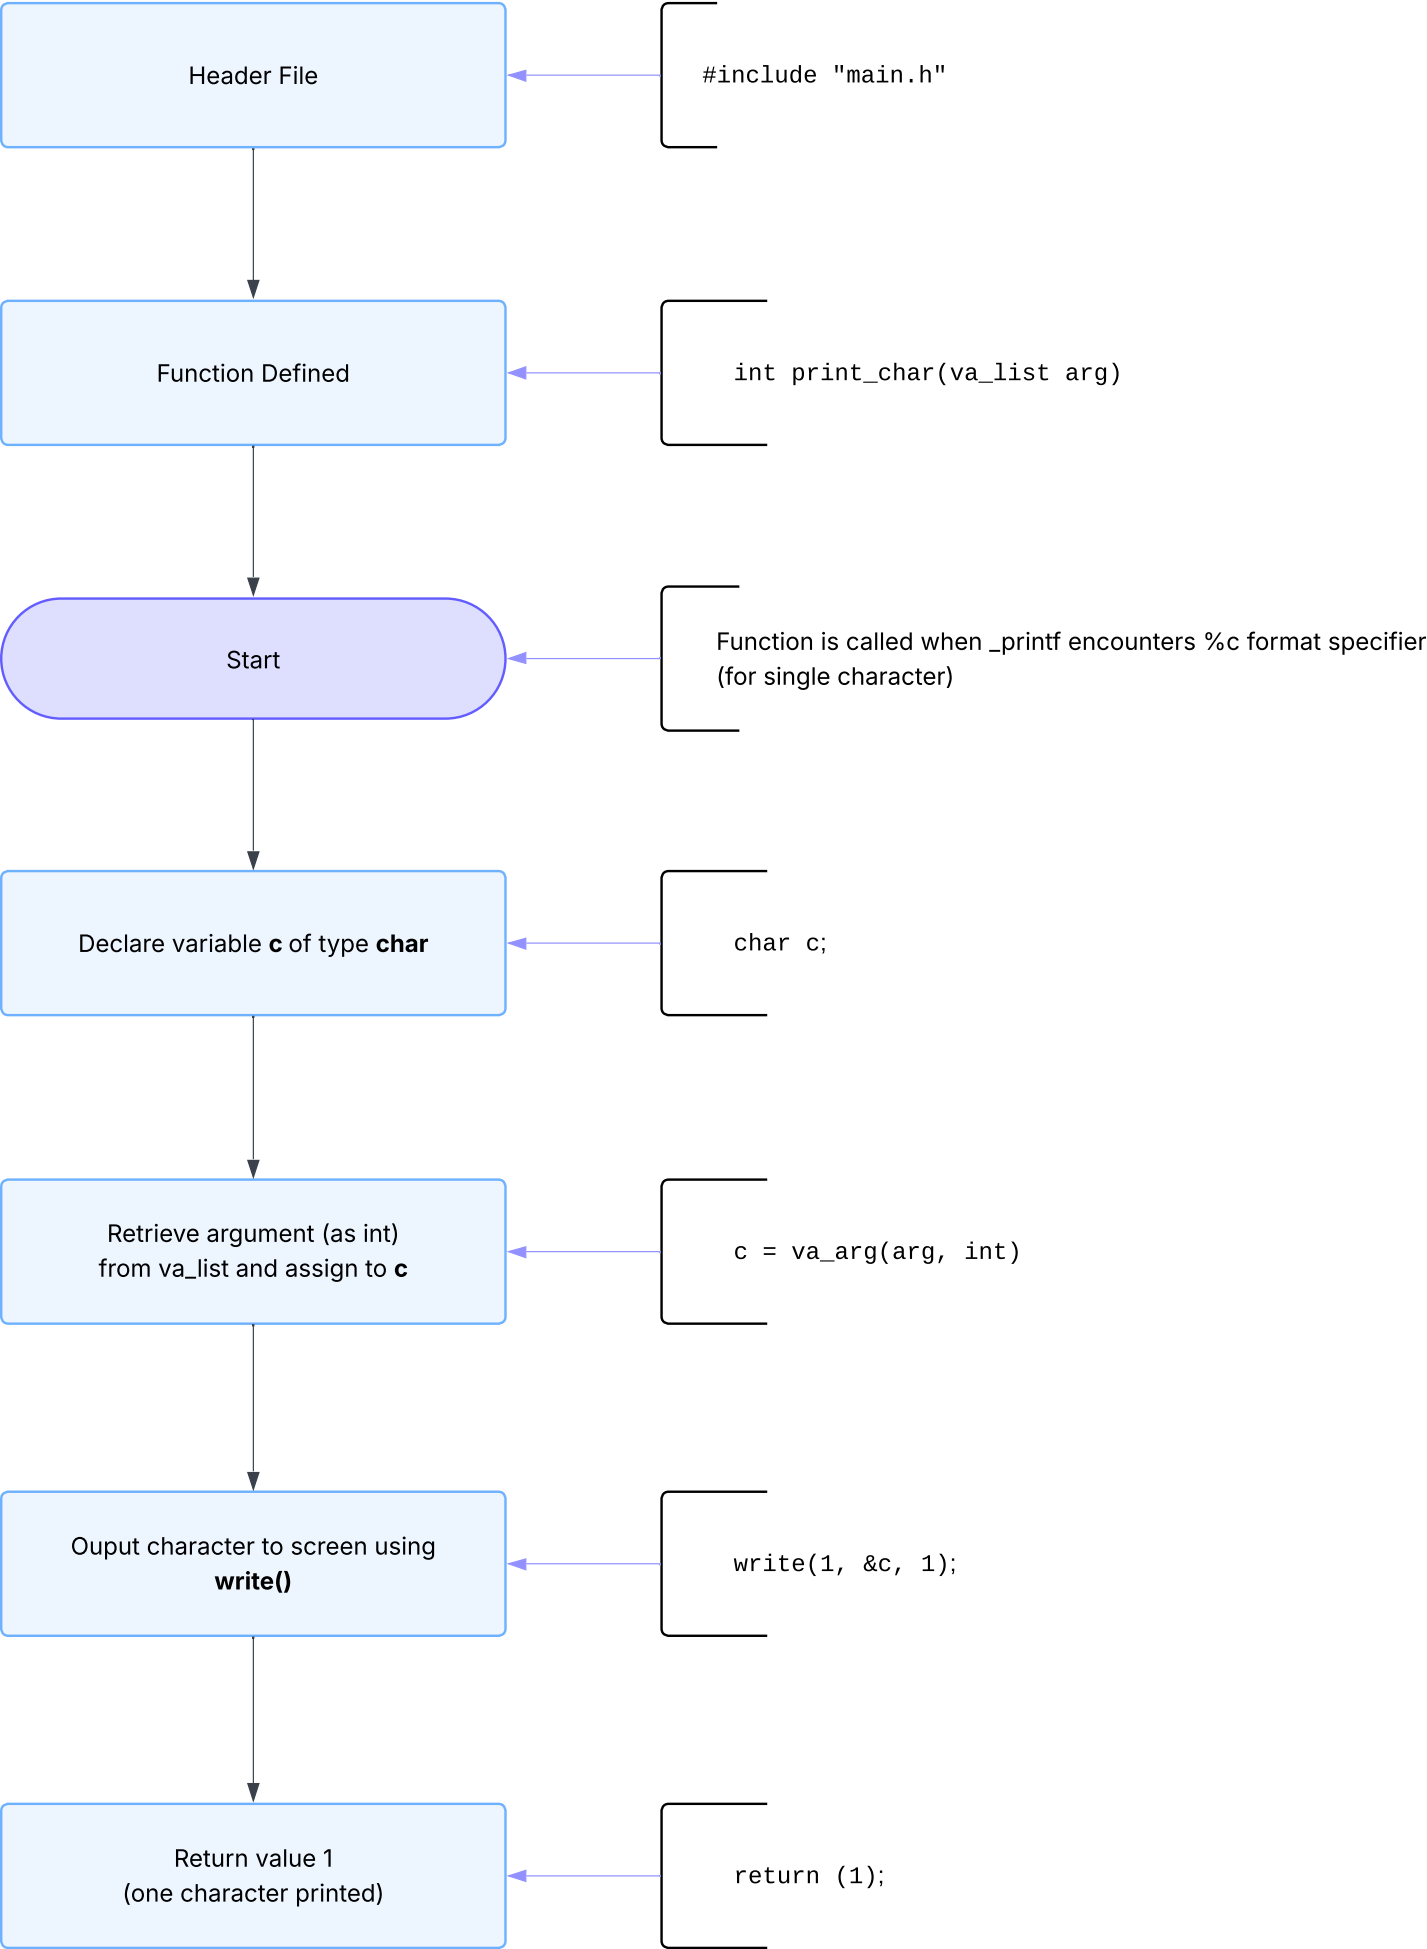 Header File
#include "main.h"
Function Defined
int print_char(va_list arg)
Start
Function is called when _printf encounters %c format specifier
(for single character)
Declare variable c of type char
char c;
Retrieve argument (as int)
from va_list and assign to c
c = va_arg(arg, int)
Ouput character to screen using
write()
write(1, &c, 1);
Return value 1
(one character printed)
return (1);